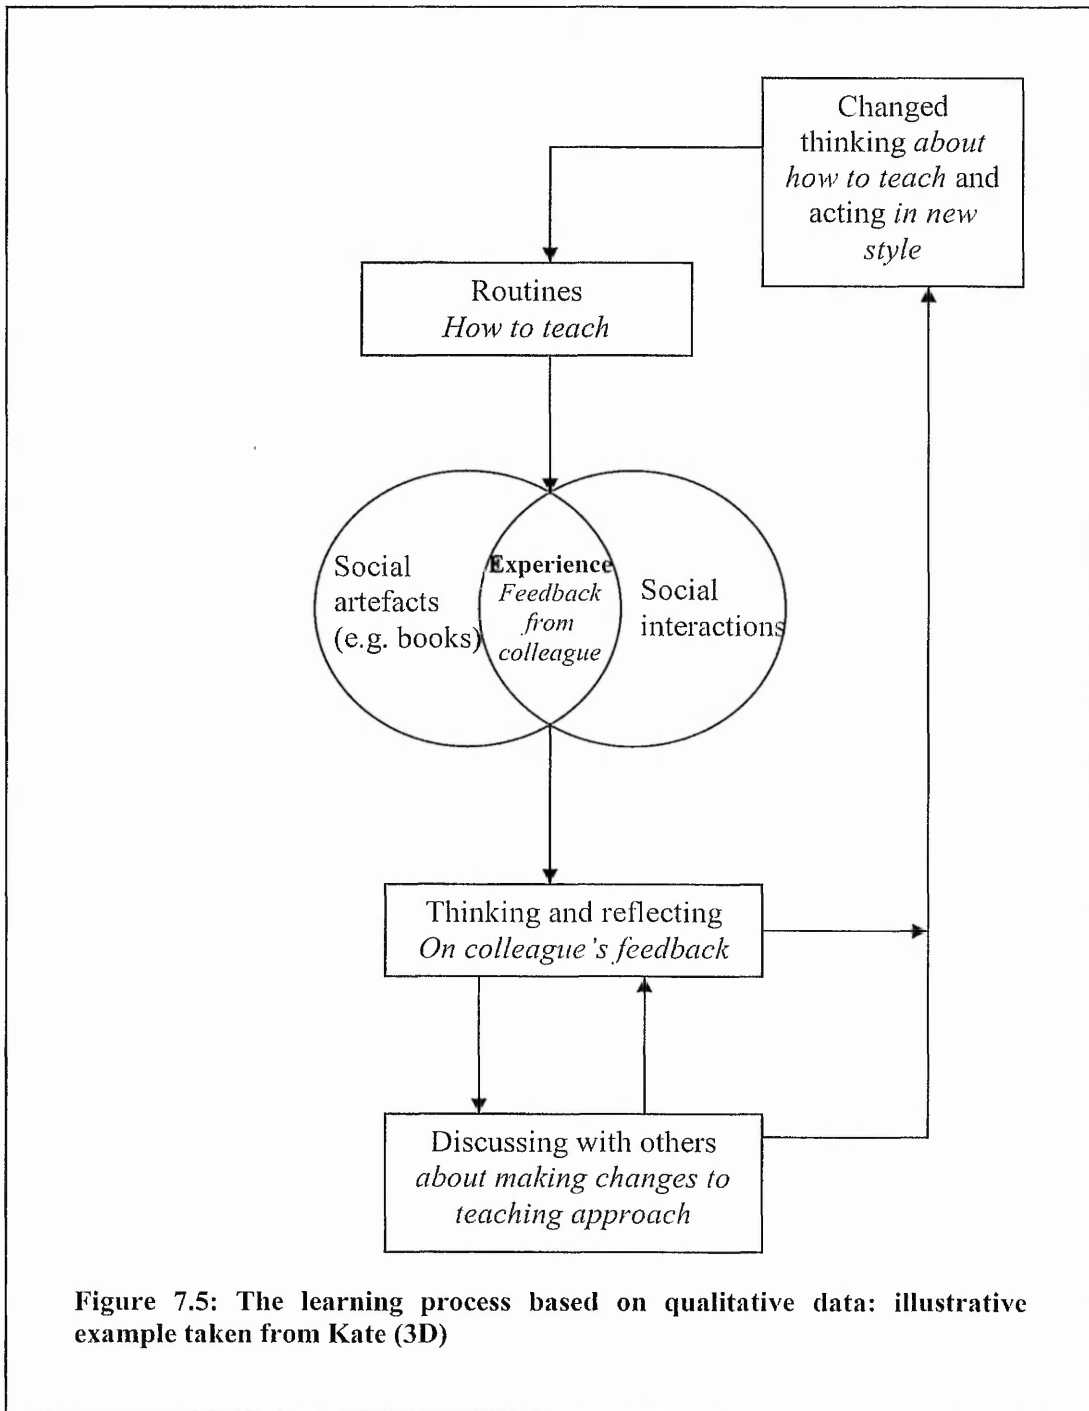 Changed
thinking about
how to teach and
acting in new
style
Routines
How to teach
Social
artefacts
(e.g. books)
Experience
Feedback
from
colleague
Social
interactions
Thinking and reflecting
On colleague's feedback
Discussing with others
about making changes to
teaching approach
Figure 7.5: The learning process based on qualitative data: illustrative
example taken from Kate (3D)